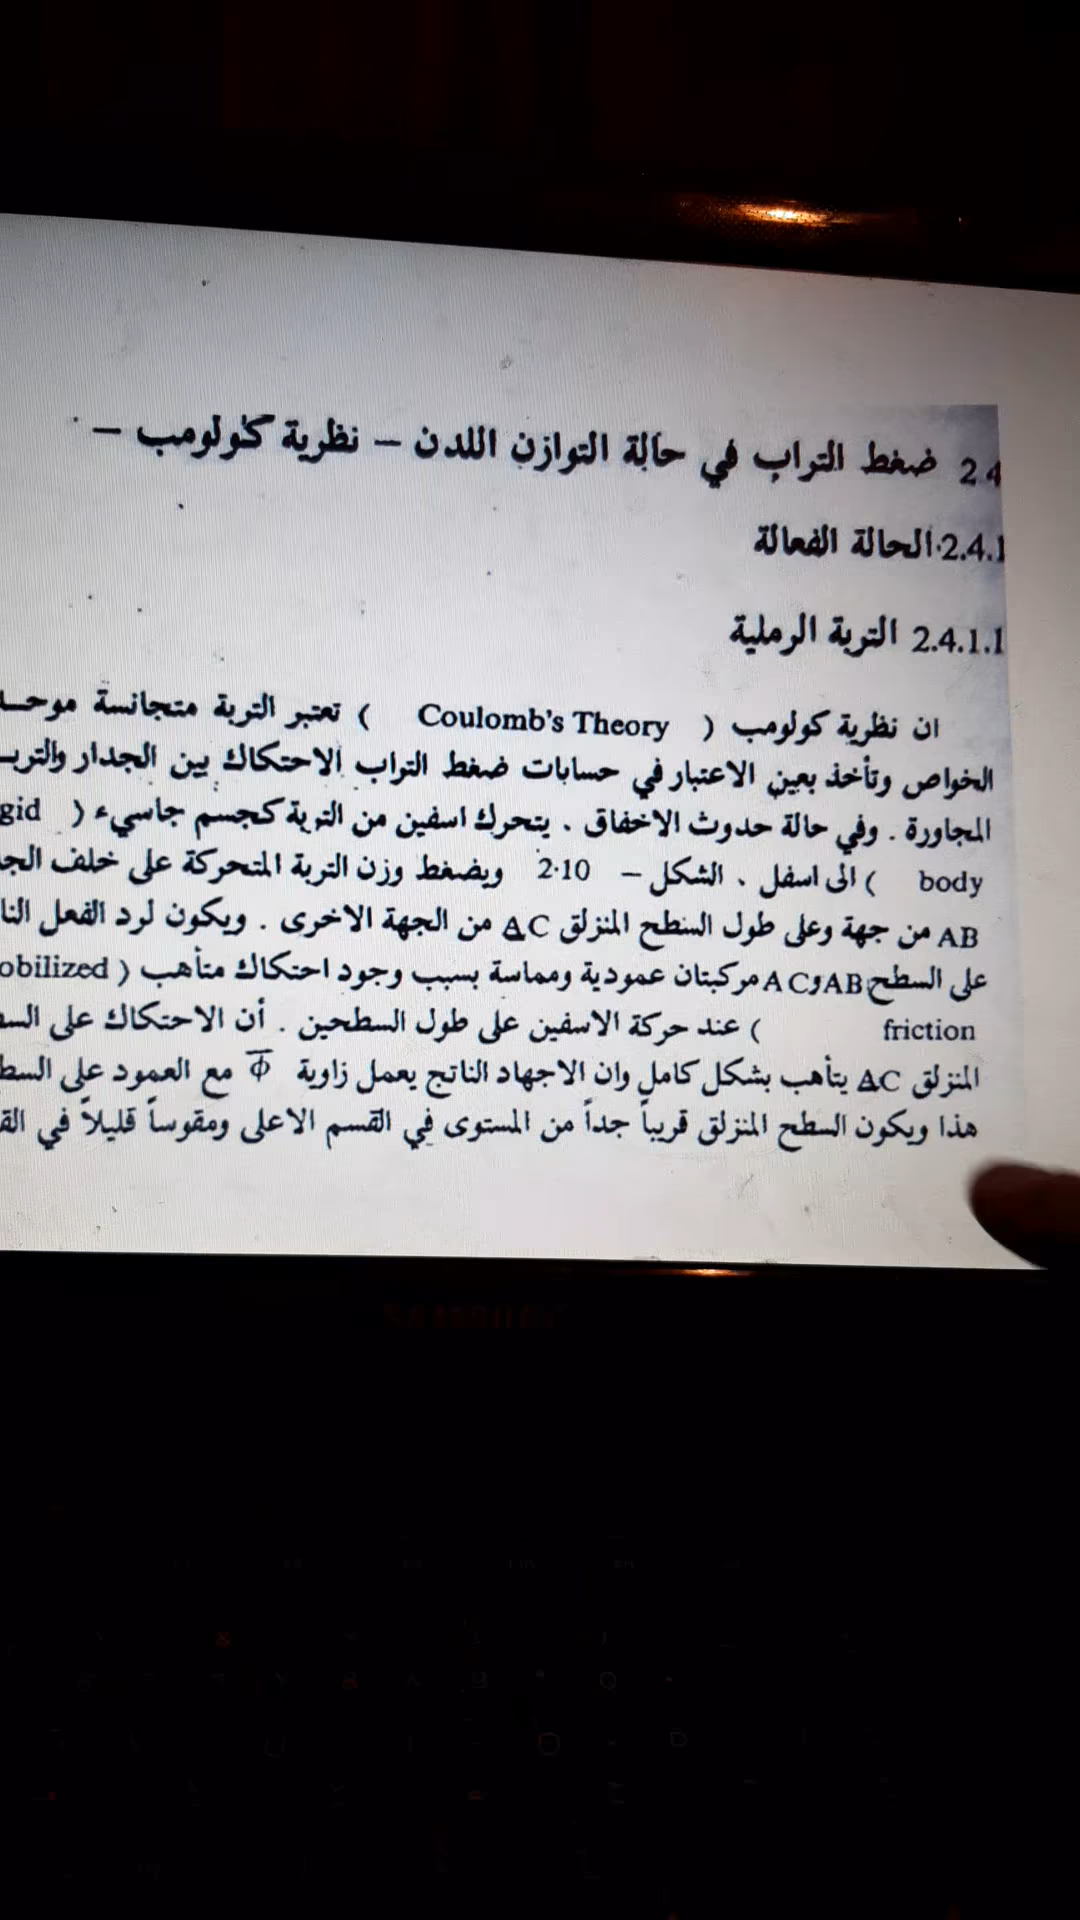 2.4 ضغط التراب في حالة التوازن اللدن – نظرية كولومب –
2.4.1 الحالة الفعالة
2.4.1.1 التربة الرملية
ان نظرية كولومب ( Coulomb's Theory ) تعتبر التربة متجانسة
الخواص وتأخذ بعين الاعتبار في حسابات ضغط التراب الاحتكاك بين الجدار
المجاورة . وفي حالة حدوث الاخفاق . يتحرك اسفين من التربة كجسم جاسيء (
body ) الى اسفل . الشكل – 2.10 ويضغط وزن التربة المتحركة على خلف
AB من جهة وعلى طول السطح المنزلق AC من الجهة الاخرى . ويكون لرد الفعل
على السطح AB و AC مركبتان عمودية ومماسة بسبب وجود احتكاك متأهب (
friction ) عند حركة الاسفين على طول السطحين . أن الاحتكاك على
المنزلق AC يتأهب بشكل كامل وان الاجهاد الناتج يعمل زاوية Φ̅ مع العمود على
هذا ويكون السطح المنزلق قريباً جداً من المستوى في القسم الاعلى ومقوساً قليلاً في
SAMSUNG